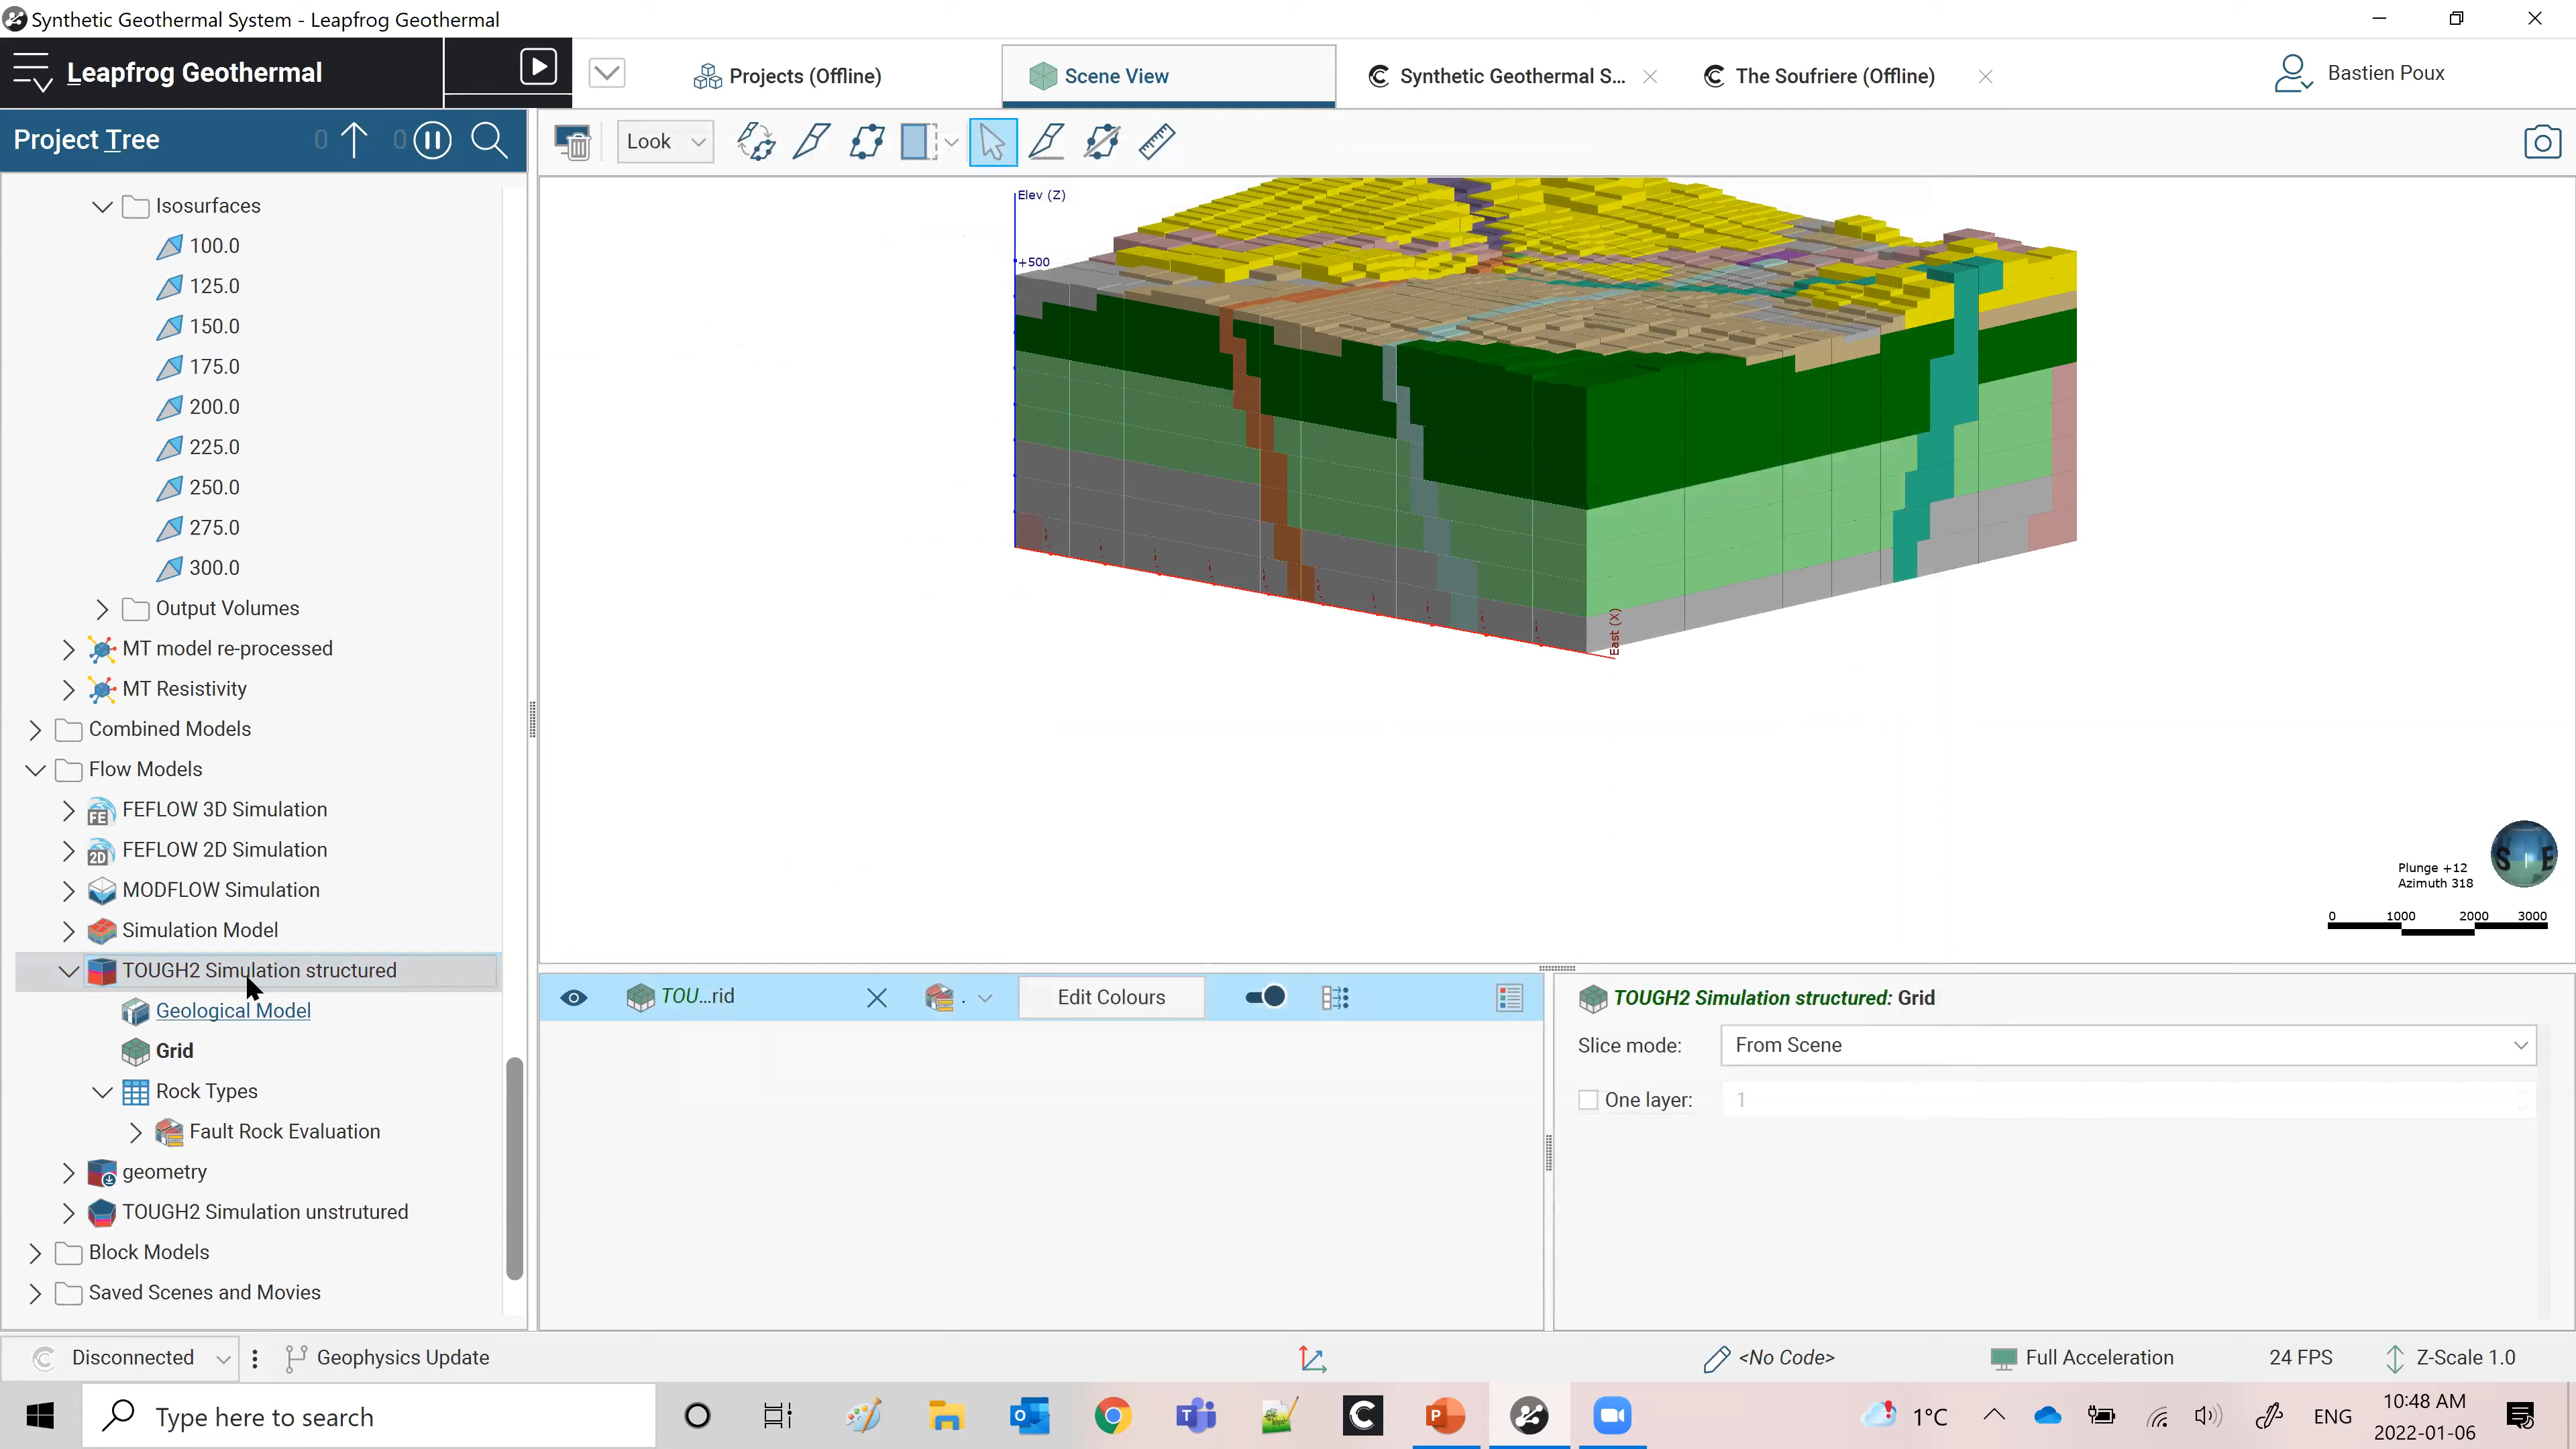 Synthetic Geothermal System - Leapfrog Geothermal
Leapfrog Geothermal
Projects (Offline)
Scene View
Synthetic Geothermal S...
The Soufriere (Offline)
Bastien Poux
Project Tree
0
0
Look
Isosurfaces
100.0
125.0
150.0
175.0
200.0
225.0
250.0
275.0
300.0
Output Volumes
MT model re-processed
MT Resistivity
Combined Models
Flow Models
FEFLOW 3D Simulation
FEFLOW 2D Simulation
MODFLOW Simulation
Simulation Model
TOUGH2 Simulation structured
Geological Model
Grid
Rock Types
Fault Rock Evaluation
geometry
TOUGH2 Simulation unstrutured
Block Models
Saved Scenes and Movies
Elev (Z)
+500
East (X)
Plunge +12
Azimuth 318
S E
0 1000 2000 3000
TOU...rid
.
Edit Colours
TOUGH2 Simulation structured: Grid
Slice mode:
From Scene
One layer:
1
Disconnected
Geophysics Update
<No Code>
Full Acceleration
24 FPS
Z-Scale 1.0
Type here to search
1°C
ENG
10:48 AM
2022-01-06